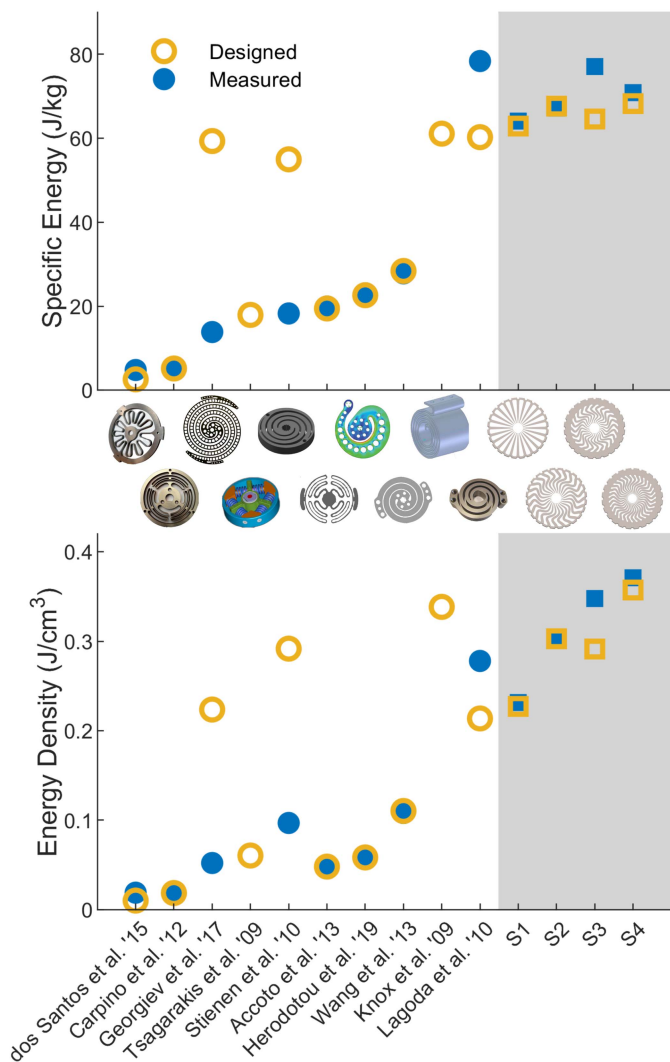 Designed
Measured
Specific Energy (J/kg)
80
60
40
20
0
Energy Density (J/cm³)
0.4
0.3
0.2
0.1
0
dos Santos et al. '15
Carpino et al. '12
Georgiev et al. '17
Tsagarakis et al. '09
Stienen et al. '10
Accoto et al. '13
Herodotou et al. '19
Wang et al. '13
Knox et al. '09
Lagoda et al. '10
S1
S2
S3
S4